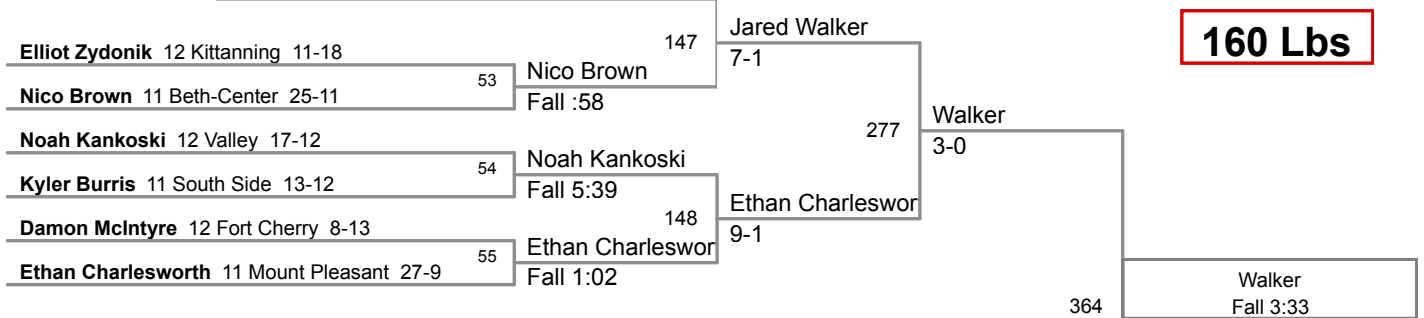 160 Lbs
Elliot Zydonik 12 Kittanning 11-18
53
Nico Brown 11 Beth-Center 25-11
Nico Brown
Fall :58
147
Jared Walker
7-1
Noah Kankoski 12 Valley 17-12
54
Kyler Burris 11 South Side 13-12
Noah Kankoski
Fall 5:39
Damon McIntyre 12 Fort Cherry 8-13
55
Ethan Charlesworth 11 Mount Pleasant 27-9
Ethan Charleswor
Fall 1:02
148
Ethan Charleswor
9-1
277
Walker
3-0
364
Walker
Fall 3:33